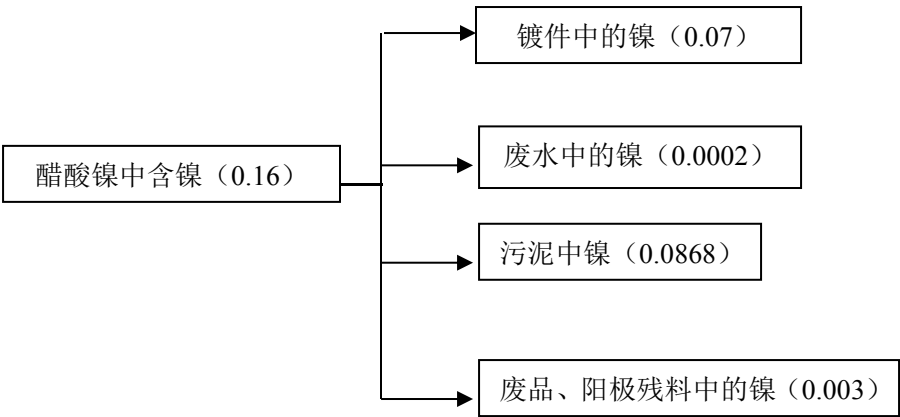 镀件中的镍（0.07）
醋酸镍中含镍（0.16）
废水中的镍（0.0002）
污泥中镍（0.0868）
废品、阳极残料中的镍（0.003）